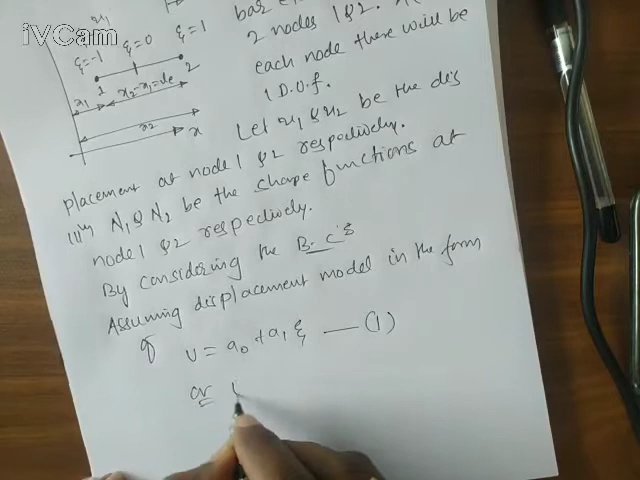 iVCam
bar
2 nodes 1 & 2.
each node there will be
1 D.O.f.
ξ=-1 ξ=0 ξ=1
1 2
x1 x2-x1=le
x2 x
Let u1 & u2 be the dis
placement at node 1 & 2 respectively.
lllly N1 & N2 be the shape functions at
node 1 & 2 respectively.
By considering the B.C's
Assuming displacement model in the form
of U = a0 + a1 ξ — (1)
or